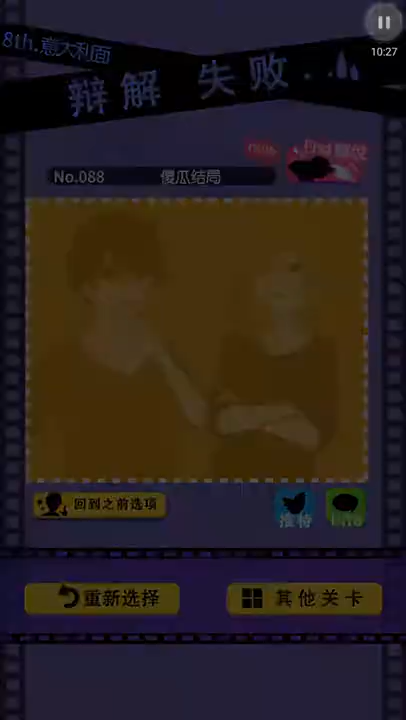 10:27
8th.意大利面
辩解 失败...
No.088 傻瓜结局
回到之前选项
推特
重新选择
其他关卡